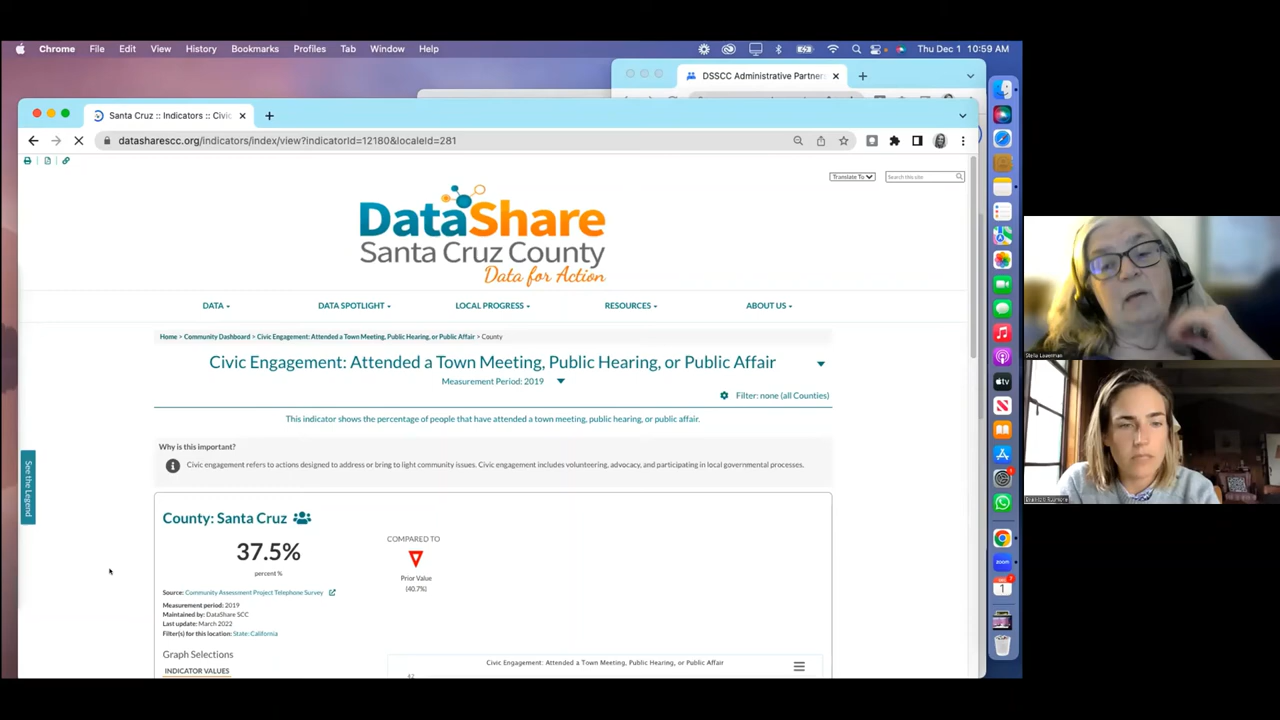 Chrome File Edit View History Bookmarks Profiles Tab Window Help Thu Dec 1 10:59 AM
DSSCC Administrative Partner
Santa Cruz :: Indicators :: Civic
datasharescc.org/indicators/index/view?indicatorId=12180&localeId=281
Translate To
Search this site
DataShare
Santa Cruz County
Data for Action
DATA DATA SPOTLIGHT LOCAL PROGRESS RESOURCES ABOUT US
Home > Community Dashboard > Civic Engagement: Attended a Town Meeting, Public Hearing, or Public Affair > County
Civic Engagement: Attended a Town Meeting, Public Hearing, or Public Affair
Measurement Period: 2019
Filter: none (all Counties)
This indicator shows the percentage of people that have attended a town meeting, public hearing, or public affair.
Why is this important?
Civic engagement refers to actions designed to address or bring to light community issues. Civic engagement includes volunteering, advocacy, and participating in local governmental processes.
See the Legend
County: Santa Cruz
37.5%
percent %
COMPARED TO
Prior Value
(40.7%)
Source: Community Assessment Project Telephone Survey
Measurement period: 2019
Maintained by: DataShare SCC
Last update: March 2022
Filter(s) for this location: State: California
Graph Selections
INDICATOR VALUES
Civic Engagement: Attended a Town Meeting, Public Hearing, or Public Affair
42
tv
zoom
1